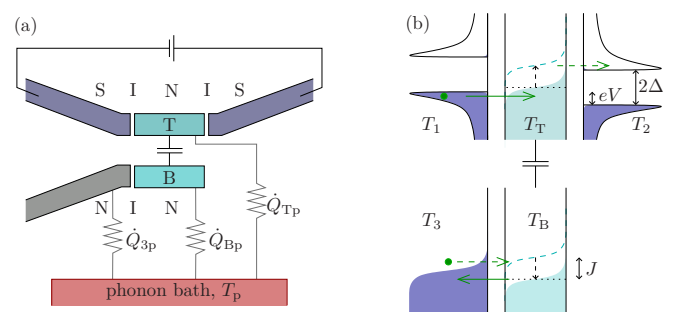 (a)
S I N I S
T
B
N I N
Q̇Tp
Q̇3p
Q̇Bp
phonon bath, Tp
(b)
eV
2Δ
T1
TT
T2
T3
TB
J